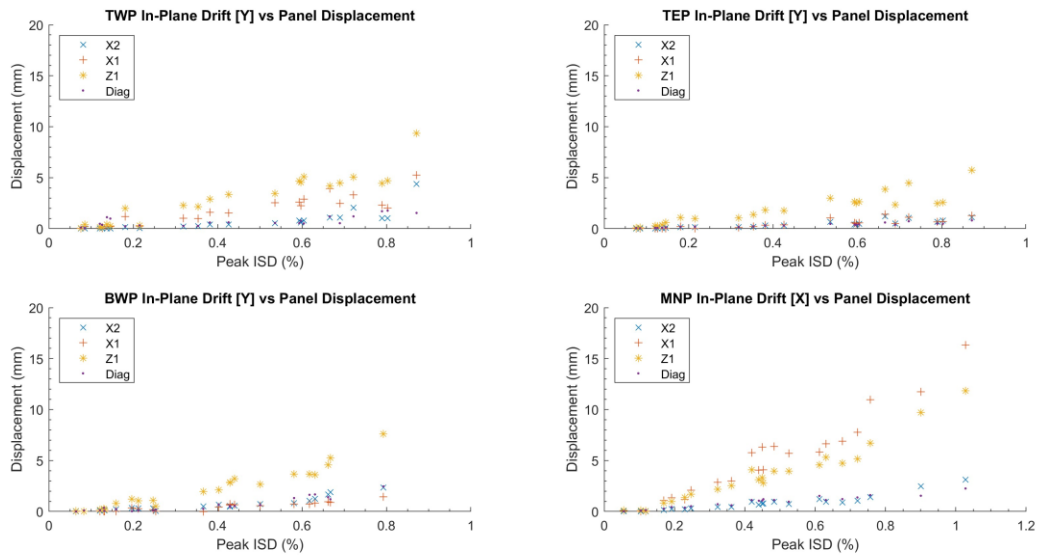 TWP In-Plane Drift [Y] vs Panel Displacement
20
15
10
5
0
Displacement (mm)
X2
X1
Z1
Diag
0 0.2 0.4 0.6 0.8 1
Peak ISD (%)
TEP In-Plane Drift [Y] vs Panel Displacement
20
15
10
5
0
Displacement (mm)
X2
X1
Z1
Diag
0 0.2 0.4 0.6 0.8 1
Peak ISD (%)
BWP In-Plane Drift [Y] vs Panel Displacement
20
15
10
5
0
Displacement (mm)
X2
X1
Z1
Diag
0 0.2 0.4 0.6 0.8 1
Peak ISD (%)
MNP In-Plane Drift [X] vs Panel Displacement
20
15
10
5
0
Displacement (mm)
X2
X1
Z1
Diag
0 0.2 0.4 0.6 0.8 1 1.2
Peak ISD (%)